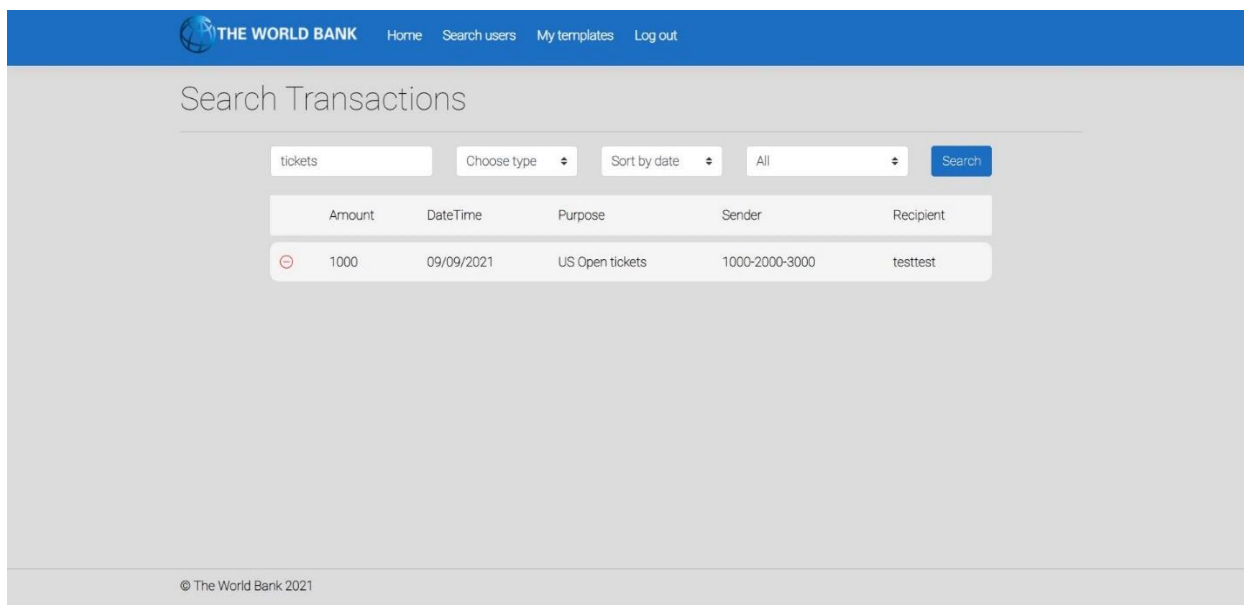 THE WORLD BANK Home Search users My templates Log out
Search Transactions
tickets Choose type Sort by date All Search
Amount DateTime Purpose Sender Recipient
1000 09/09/2021 US Open tickets 1000-2000-3000 testtest
© The World Bank 2021